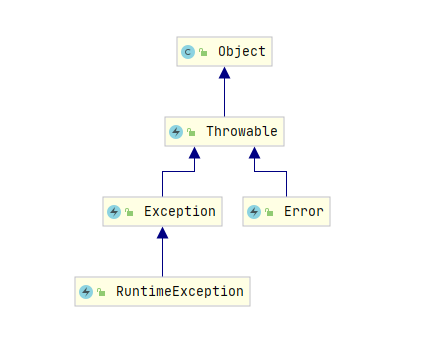 Object
Throwable
Exception
Error
RuntimeException